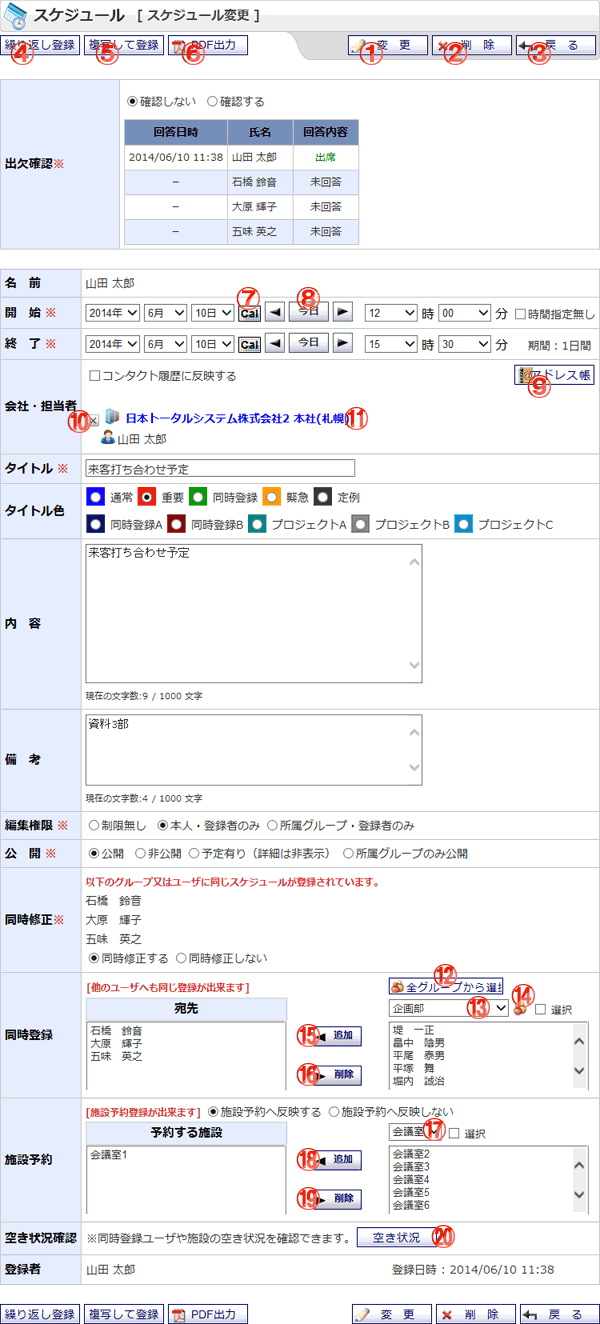 スケジュール [ スケジュール変更 ]
④繰り返し登録 ⑤複写して登録 ⑥PDF出力 ①変 更 ②削 除 ③戻 る
出欠確認※
確認しない 確認する
回答日時 氏名 回答内容
2014/06/10 11:38 山田 太郎 出席
− 石橋 鈴音 未回答
− 大原 輝子 未回答
− 五味 英之 未回答
名 前 山田 太郎
⑦ ⑧
開 始 ※ 2014年 6月 10日 Cal 今日 12 時 00 分 時間指定無し
終 了 ※ 2014年 6月 10日 Cal 今日 15 時 30 分 期間：1日間
会社・担当者
コンタクト履歴に反映する ⑨アドレス帳
⑩ 日本トータルシステム株式会社2 本社(札幌) ⑪
山田 太郎
タイトル ※ 来客打ち合わせ予定
タイトル色
通常 重要 同時登録 緊急 定例
同時登録A 同時登録B プロジェクトA プロジェクトB プロジェクトC
内 容
来客打ち合わせ予定
現在の文字数:9 / 1000 文字
備 考
資料3部
現在の文字数:4 / 1000 文字
編集権限 ※ 制限無し 本人・登録者のみ 所属グループ・登録者のみ
公 開 ※ 公開 非公開 予定有り（詳細は非表示） 所属グループのみ公開
同時修正※
以下のグループ又はユーザに同じスケジュールが登録されています。
石橋 鈴音
大原 輝子
五味 英之
同時修正する 同時修正しない
同時登録
[他のユーザへも同じ登録が出来ます] ⑫全グループから選択
宛先 企画部 ⑬ ⑭ 選択
石橋 鈴音
大原 輝子
五味 英之
⑮追加
⑯削除
堤 一正
畠中 陸男
平尾 泰男
平塚 舞
堀内 誠治
施設予約
[施設予約登録が出来ます] 施設予約へ反映する 施設予約へ反映しない
予約する施設 会議室 ⑰ 選択
会議室1
⑱追加
⑲削除
会議室2
会議室3
会議室4
会議室5
会議室6
空き状況確認 ※同時登録ユーザや施設の空き状況を確認できます。 空き状況 ⑳
登録者 山田 太郎 登録日時：2014/06/10 11:38
繰り返し登録 複写して登録 PDF出力 変 更 削 除 戻 る